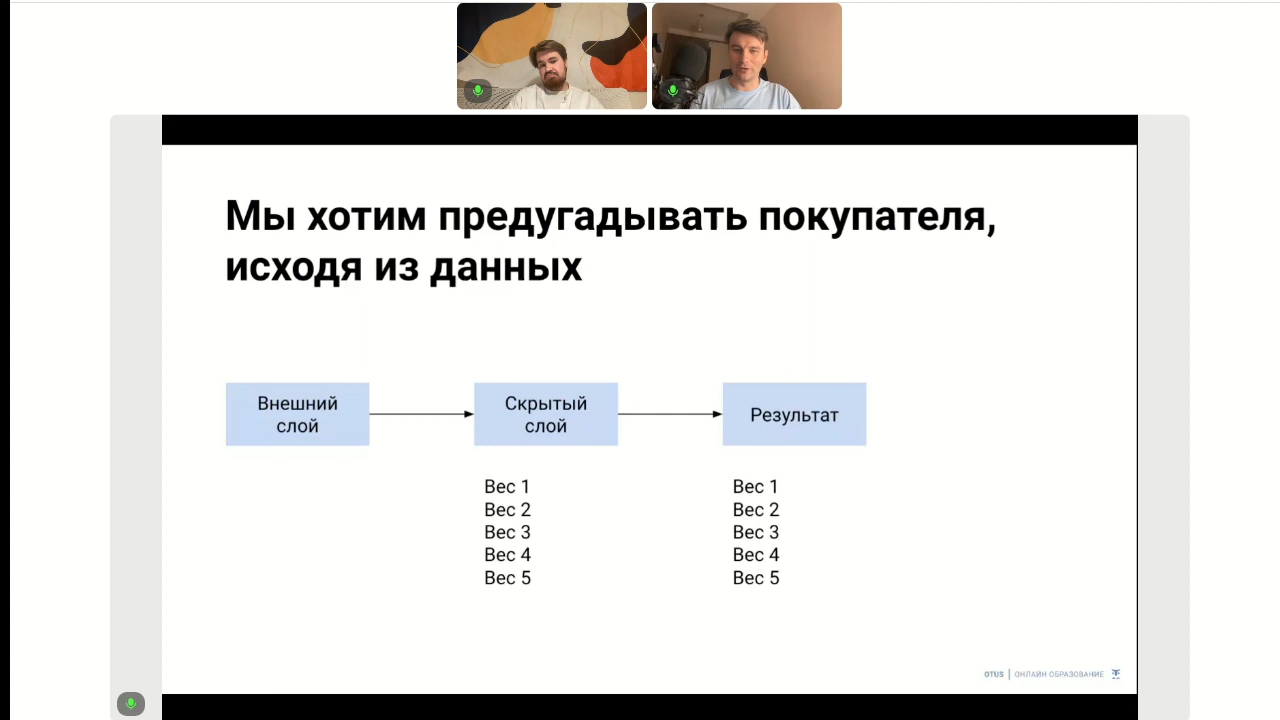 Мы хотим предугадывать покупателя,
исходя из данных
Внешний
слой
Скрытый
слой
Результат
Вес 1
Вес 2
Вес 3
Вес 4
Вес 5
Вес 1
Вес 2
Вес 3
Вес 4
Вес 5
OTUS | ОНЛАЙН ОБРАЗОВАНИЕ